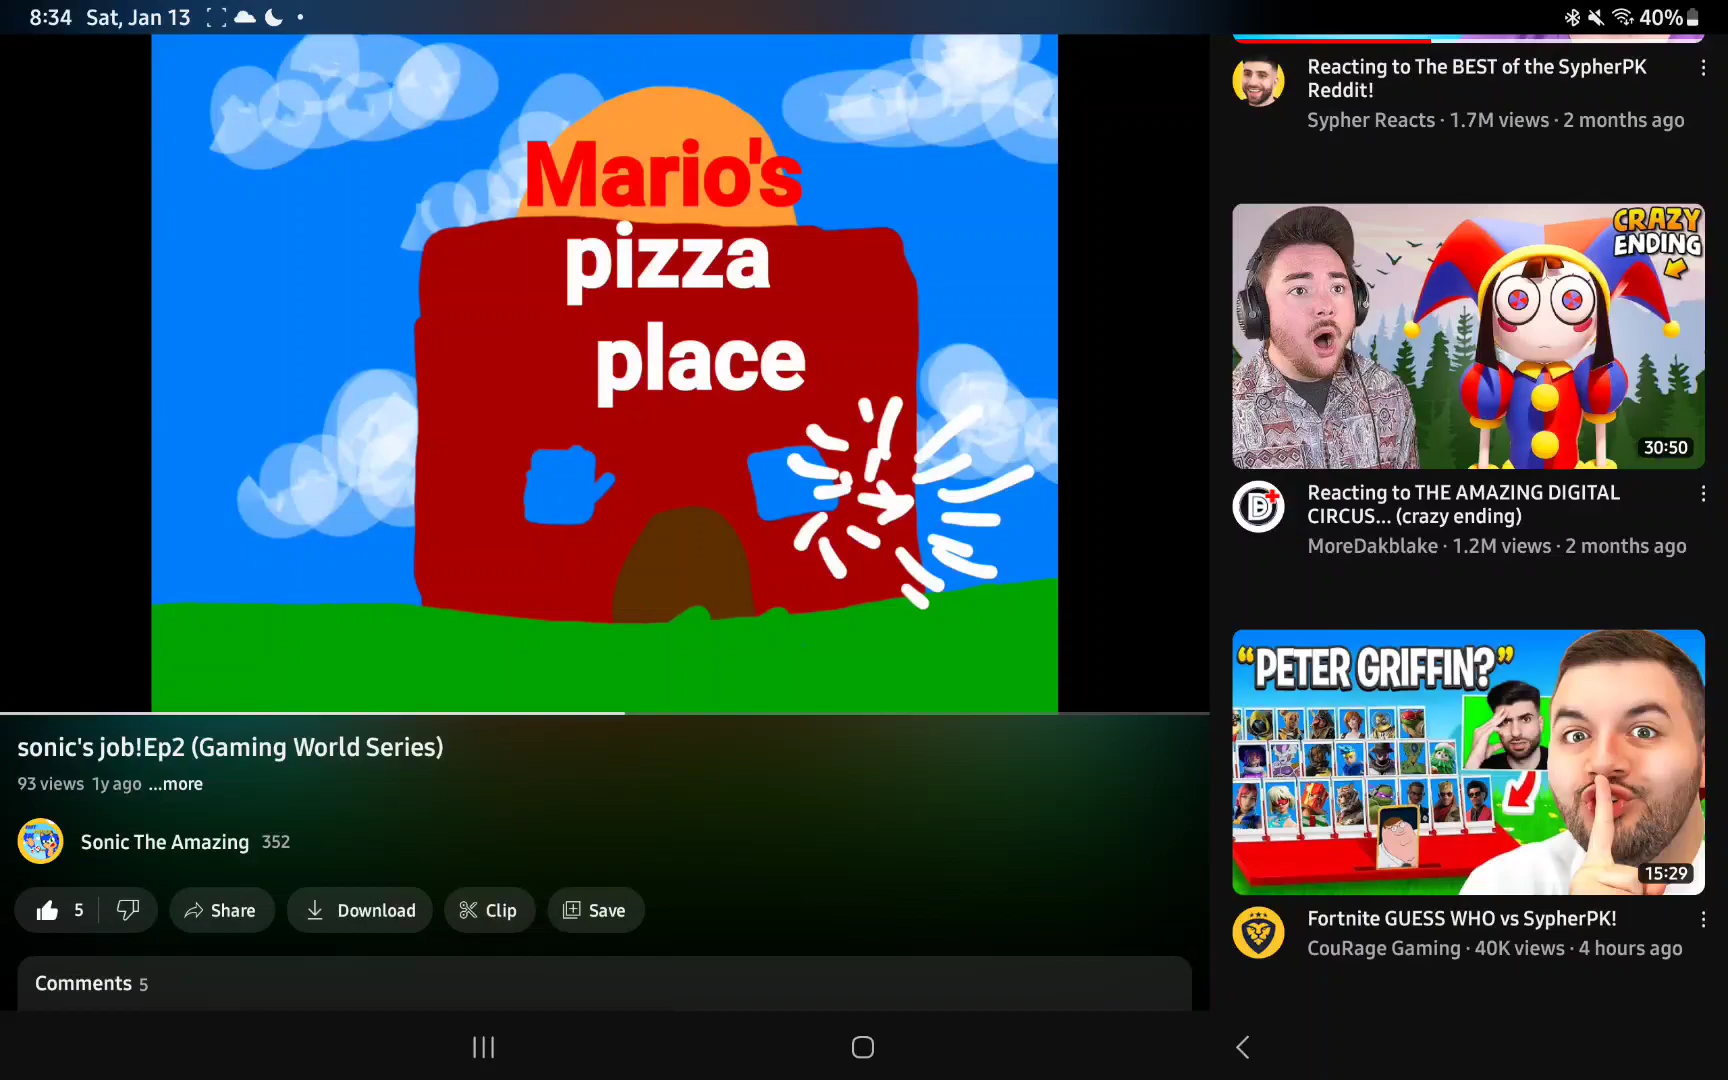 8:34 Sat, Jan 13
40%
Mario's
pizza
place
sonic's job!Ep2 (Gaming World Series)
93 views 1y ago ...more
Sonic The Amazing 352
5
Share
Download
Clip
Save
Comments 5
Reacting to The BEST of the SypherPK
Reddit!
Sypher Reacts · 1.7M views · 2 months ago
CRAZY
ENDING
30:50
Reacting to THE AMAZING DIGITAL
CIRCUS... (crazy ending)
MoreDakblake · 1.2M views · 2 months ago
“PETER GRIFFIN?”
15:29
Fortnite GUESS WHO vs SypherPK!
CouRage Gaming · 40K views · 4 hours ago